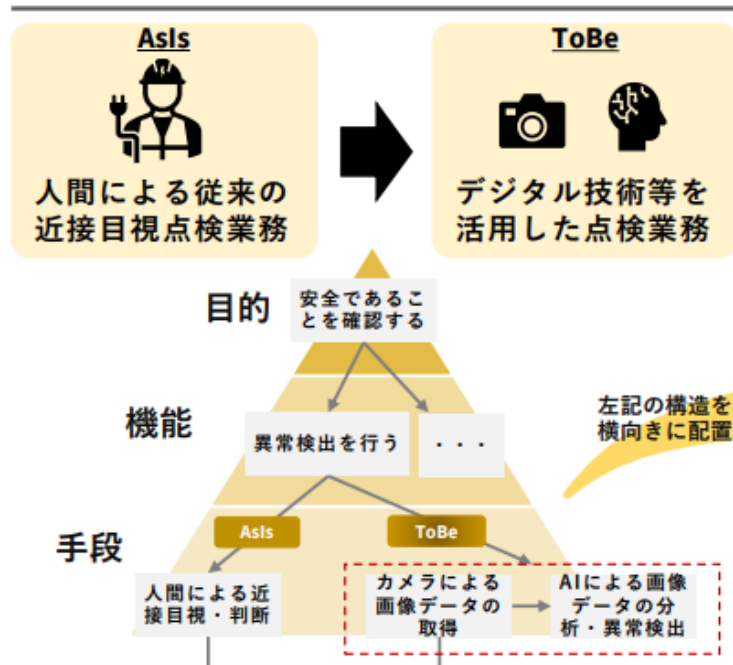 AsIs
人間による従来の
近接目視点検業務
ToBe
デジタル技術等を
活用した点検業務
目的
安全であるこ
とを確認する
機能
異常検出を行う
・・・
左記の構造を
横向きに配置
手段
AsIs
ToBe
人間による近
接目視・判断
カメラによる
画像データの
取得
AIによる画像
データの分
析・異常検出